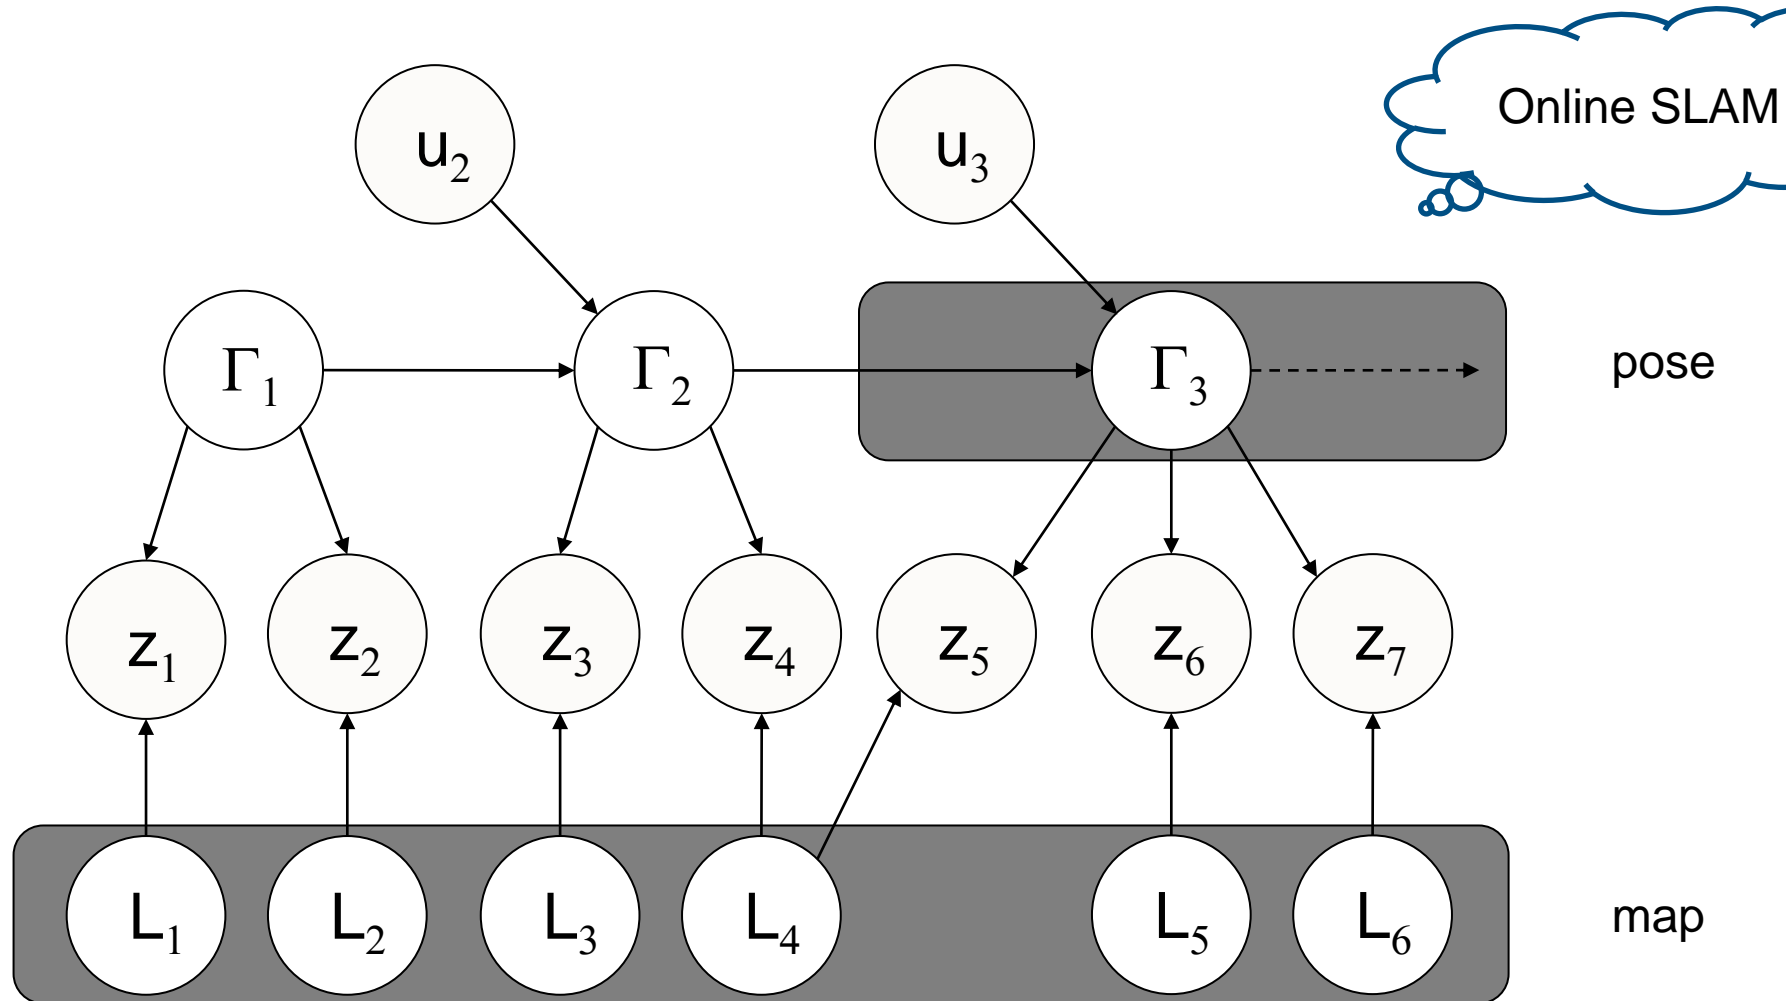 Online SLAM
u₂ u₃
Γ₁ Γ₂ Γ₃ pose
z₁ z₂ z₃ z₄ z₅ z₆ z₇
L₁ L₂ L₃ L₄ L₅ L₆ map